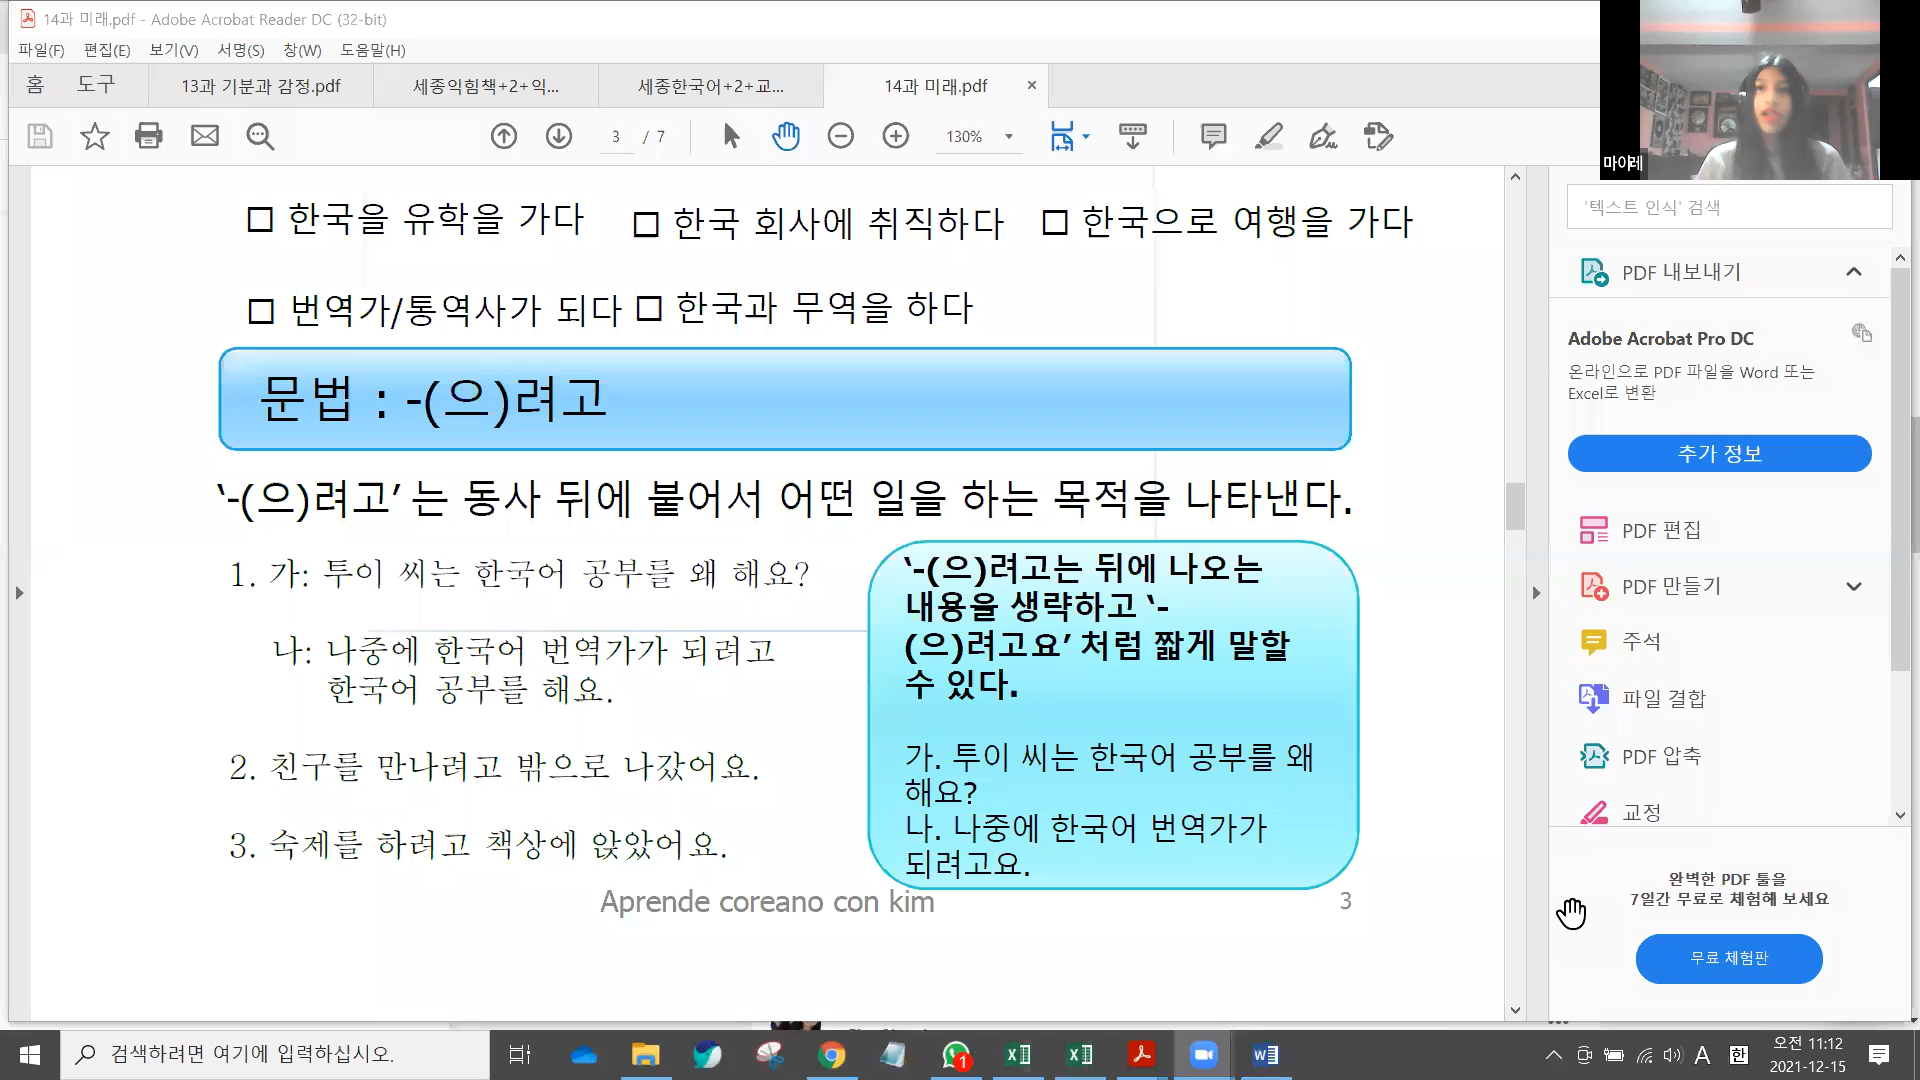 14과 미래.pdf - Adobe Acrobat Reader DC (32-bit)
파일(F) 편집(E) 보기(V) 서명(S) 창(W) 도움말(H)
홈 도구 13과 기분과 감정.pdf 세종익힘책+2+익... 세종한국어+2+교... 14과 미래.pdf ×
3 / 7 130%
마이레
'텍스트 인식' 검색
□ 한국을 유학을 가다 □ 한국 회사에 취직하다 □ 한국으로 여행을 가다
□ 번역가/통역사가 되다 □ 한국과 무역을 하다
문법 : -(으)려고
‘-(으)려고’ 는 동사 뒤에 붙어서 어떤 일을 하는 목적을 나타낸다.
1. 가: 투이 씨는 한국어 공부를 왜 해요?
나: 나중에 한국어 번역가가 되려고
한국어 공부를 해요.
2. 친구를 만나려고 밖으로 나갔어요.
3. 숙제를 하려고 책상에 앉았어요.
‘-(으)려고는 뒤에 나오는
내용을 생략하고 ‘-
(으)려고요’ 처럼 짧게 말할
수 있다.
가. 투이 씨는 한국어 공부를 왜
해요?
나. 나중에 한국어 번역가가
되려고요.
Aprende coreano con kim
3
PDF 내보내기
Adobe Acrobat Pro DC
온라인으로 PDF 파일을 Word 또는
Excel로 변환
추가 정보
PDF 편집
PDF 만들기
주석
파일 결합
PDF 압축
교정
완벽한 PDF 툴을
7일간 무료로 체험해 보세요
무료 체험판
검색하려면 여기에 입력하십시오.
1
A 한
오전 11:12
2021-12-15